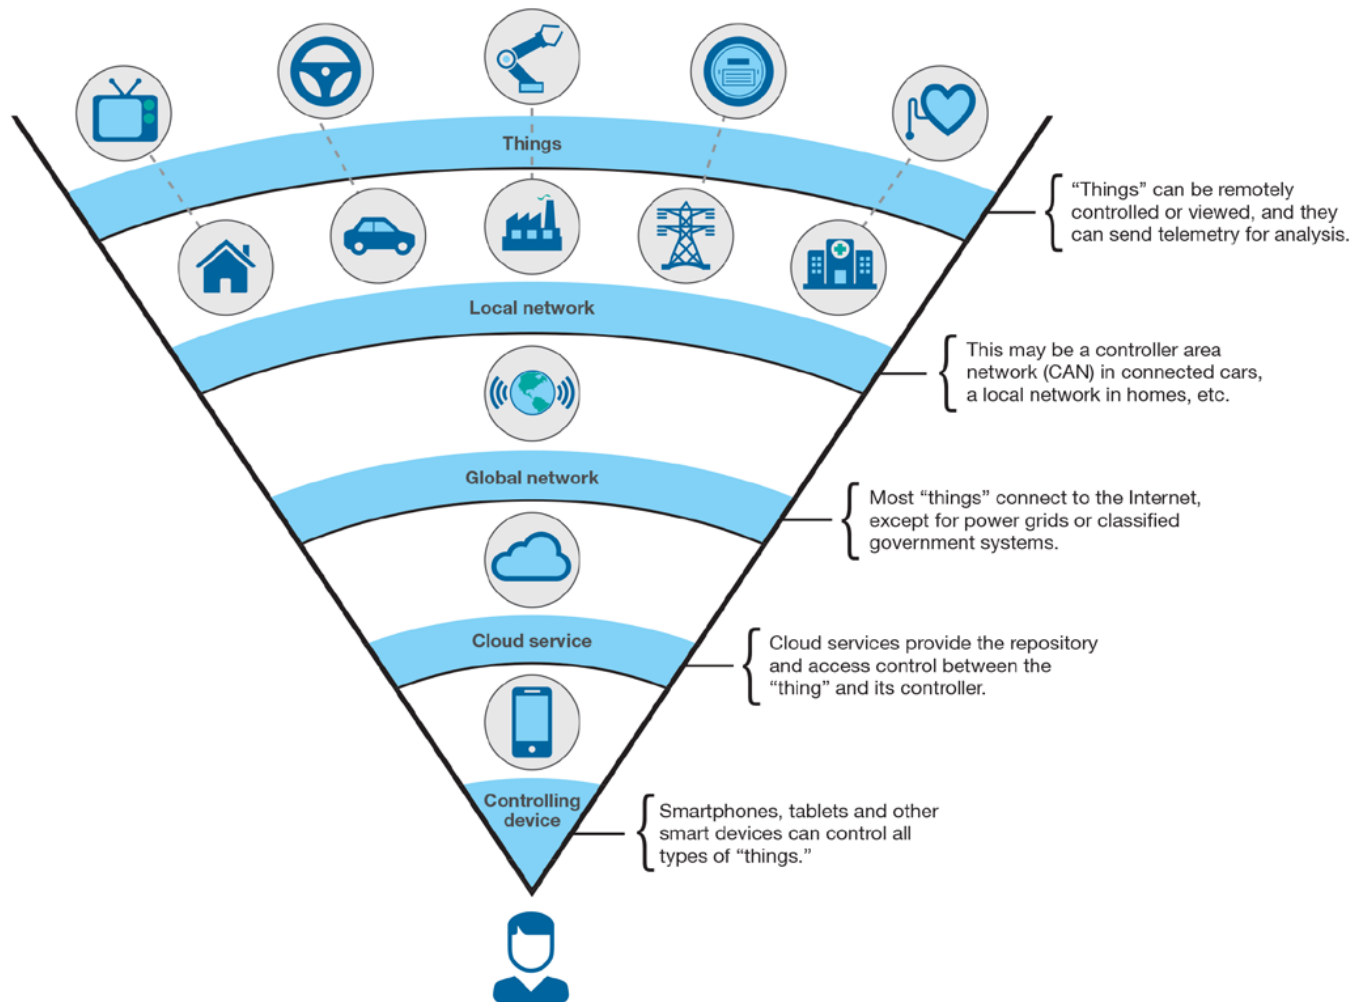 Things
“Things” can be remotely
controlled or viewed, and they
can send telemetry for analysis.
Local network
This may be a controller area
network (CAN) in connected cars,
a local network in homes, etc.
Global network
Most “things” connect to the Internet,
except for power grids or classified
government systems.
Cloud service
Cloud services provide the repository
and access control between the
“thing” and its controller.
Controlling
device
Smartphones, tablets and other
smart devices can control all
types of “things.”